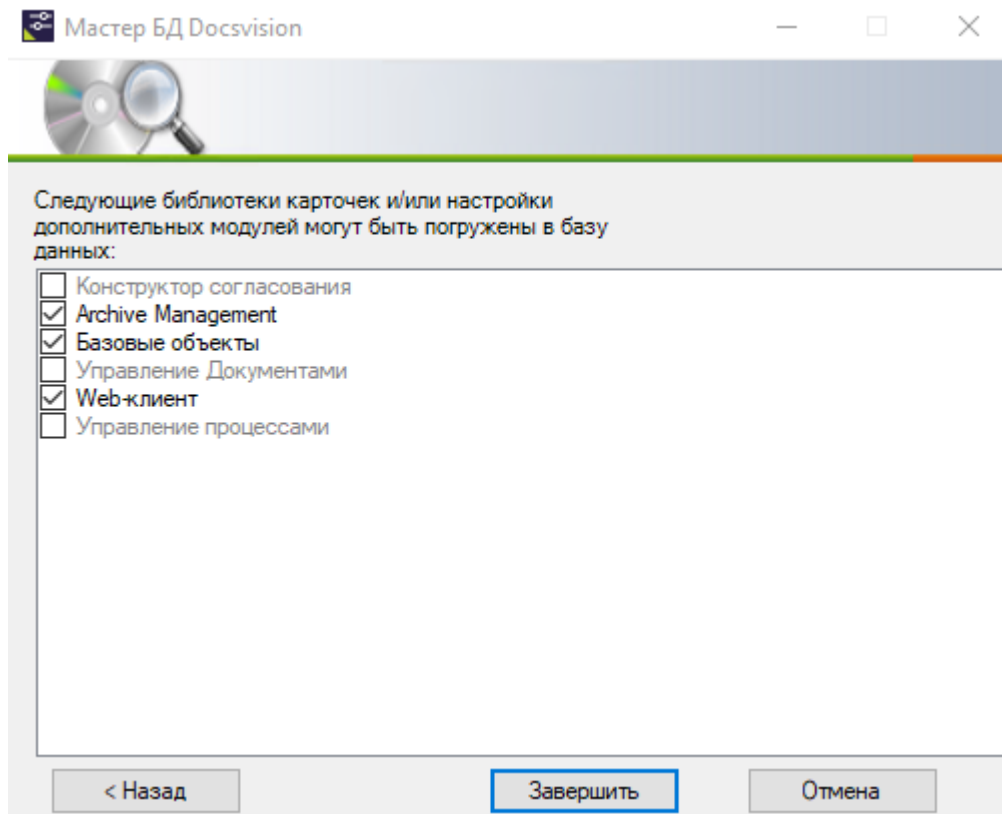 Мастер БД Docsvision
Следующие библиотеки карточек и/или настройки
дополнительных модулей могут быть погружены в базу
данных:
Конструктор согласования
Archive Management
Базовые объекты
Управление Документами
Web-клиент
Управление процессами
< Назад
Завершить
Отмена